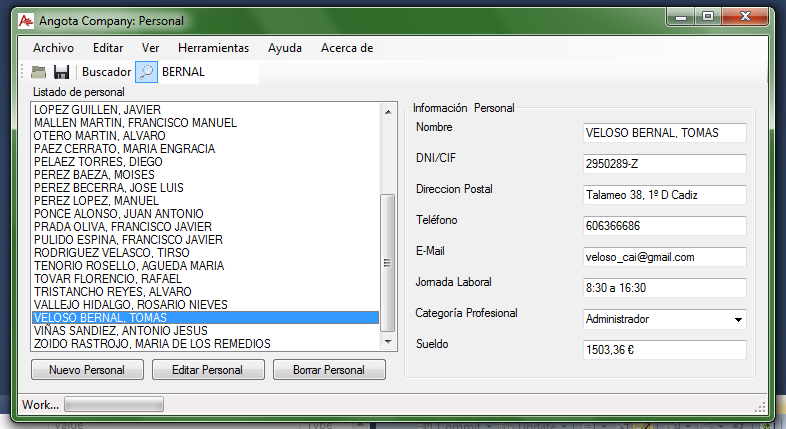 Angota Company: Personal
Archivo Editar Ver Herramientas Ayuda Acerca de
Buscador BERNAL
Listado de personal
LOPEZ GUILLEN, JAVIER
MALLEN MARTIN, FRANCISCO MANUEL
OTERO MARTIN, ALVARO
PAEZ CERRATO, MARIA ENGRACIA
PELAEZ TORRES, DIEGO
PEREZ BAEZA, MOISES
PEREZ BECERRA, JOSE LUIS
PEREZ LOPEZ, MANUEL
PONCE ALONSO, JUAN ANTONIO
PRADA OLIVA, FRANCISCO JAVIER
PULIDO ESPINA, FRANCISCO JAVIER
RODRIGUEZ VELASCO, TIRSO
TENORIO ROSELLO, AGUEDA MARIA
TOVAR FLORENCIO, RAFAEL
TRISTANCHO REYES, ALVARO
VALLEJO HIDALGO, ROSARIO NIEVES
VELOSO BERNAL, TOMAS
VIÑAS SANDIEZ, ANTONIO JESUS
ZOIDO RASTROJO, MARIA DE LOS REMEDIOS
Nuevo Personal Editar Personal Borrar Personal
Información Personal
Nombre VELOSO BERNAL, TOMAS
DNI/CIF 2950289-Z
Direccion Postal Talameo 38, 1º D Cadiz
Teléfono 606366686
E-Mail veloso_cai@gmail.com
Jornada Laboral 8:30 a 16:30
Categoría Profesional Administrador
Sueldo 1503,36 €
Work...
Value Type Commit Update